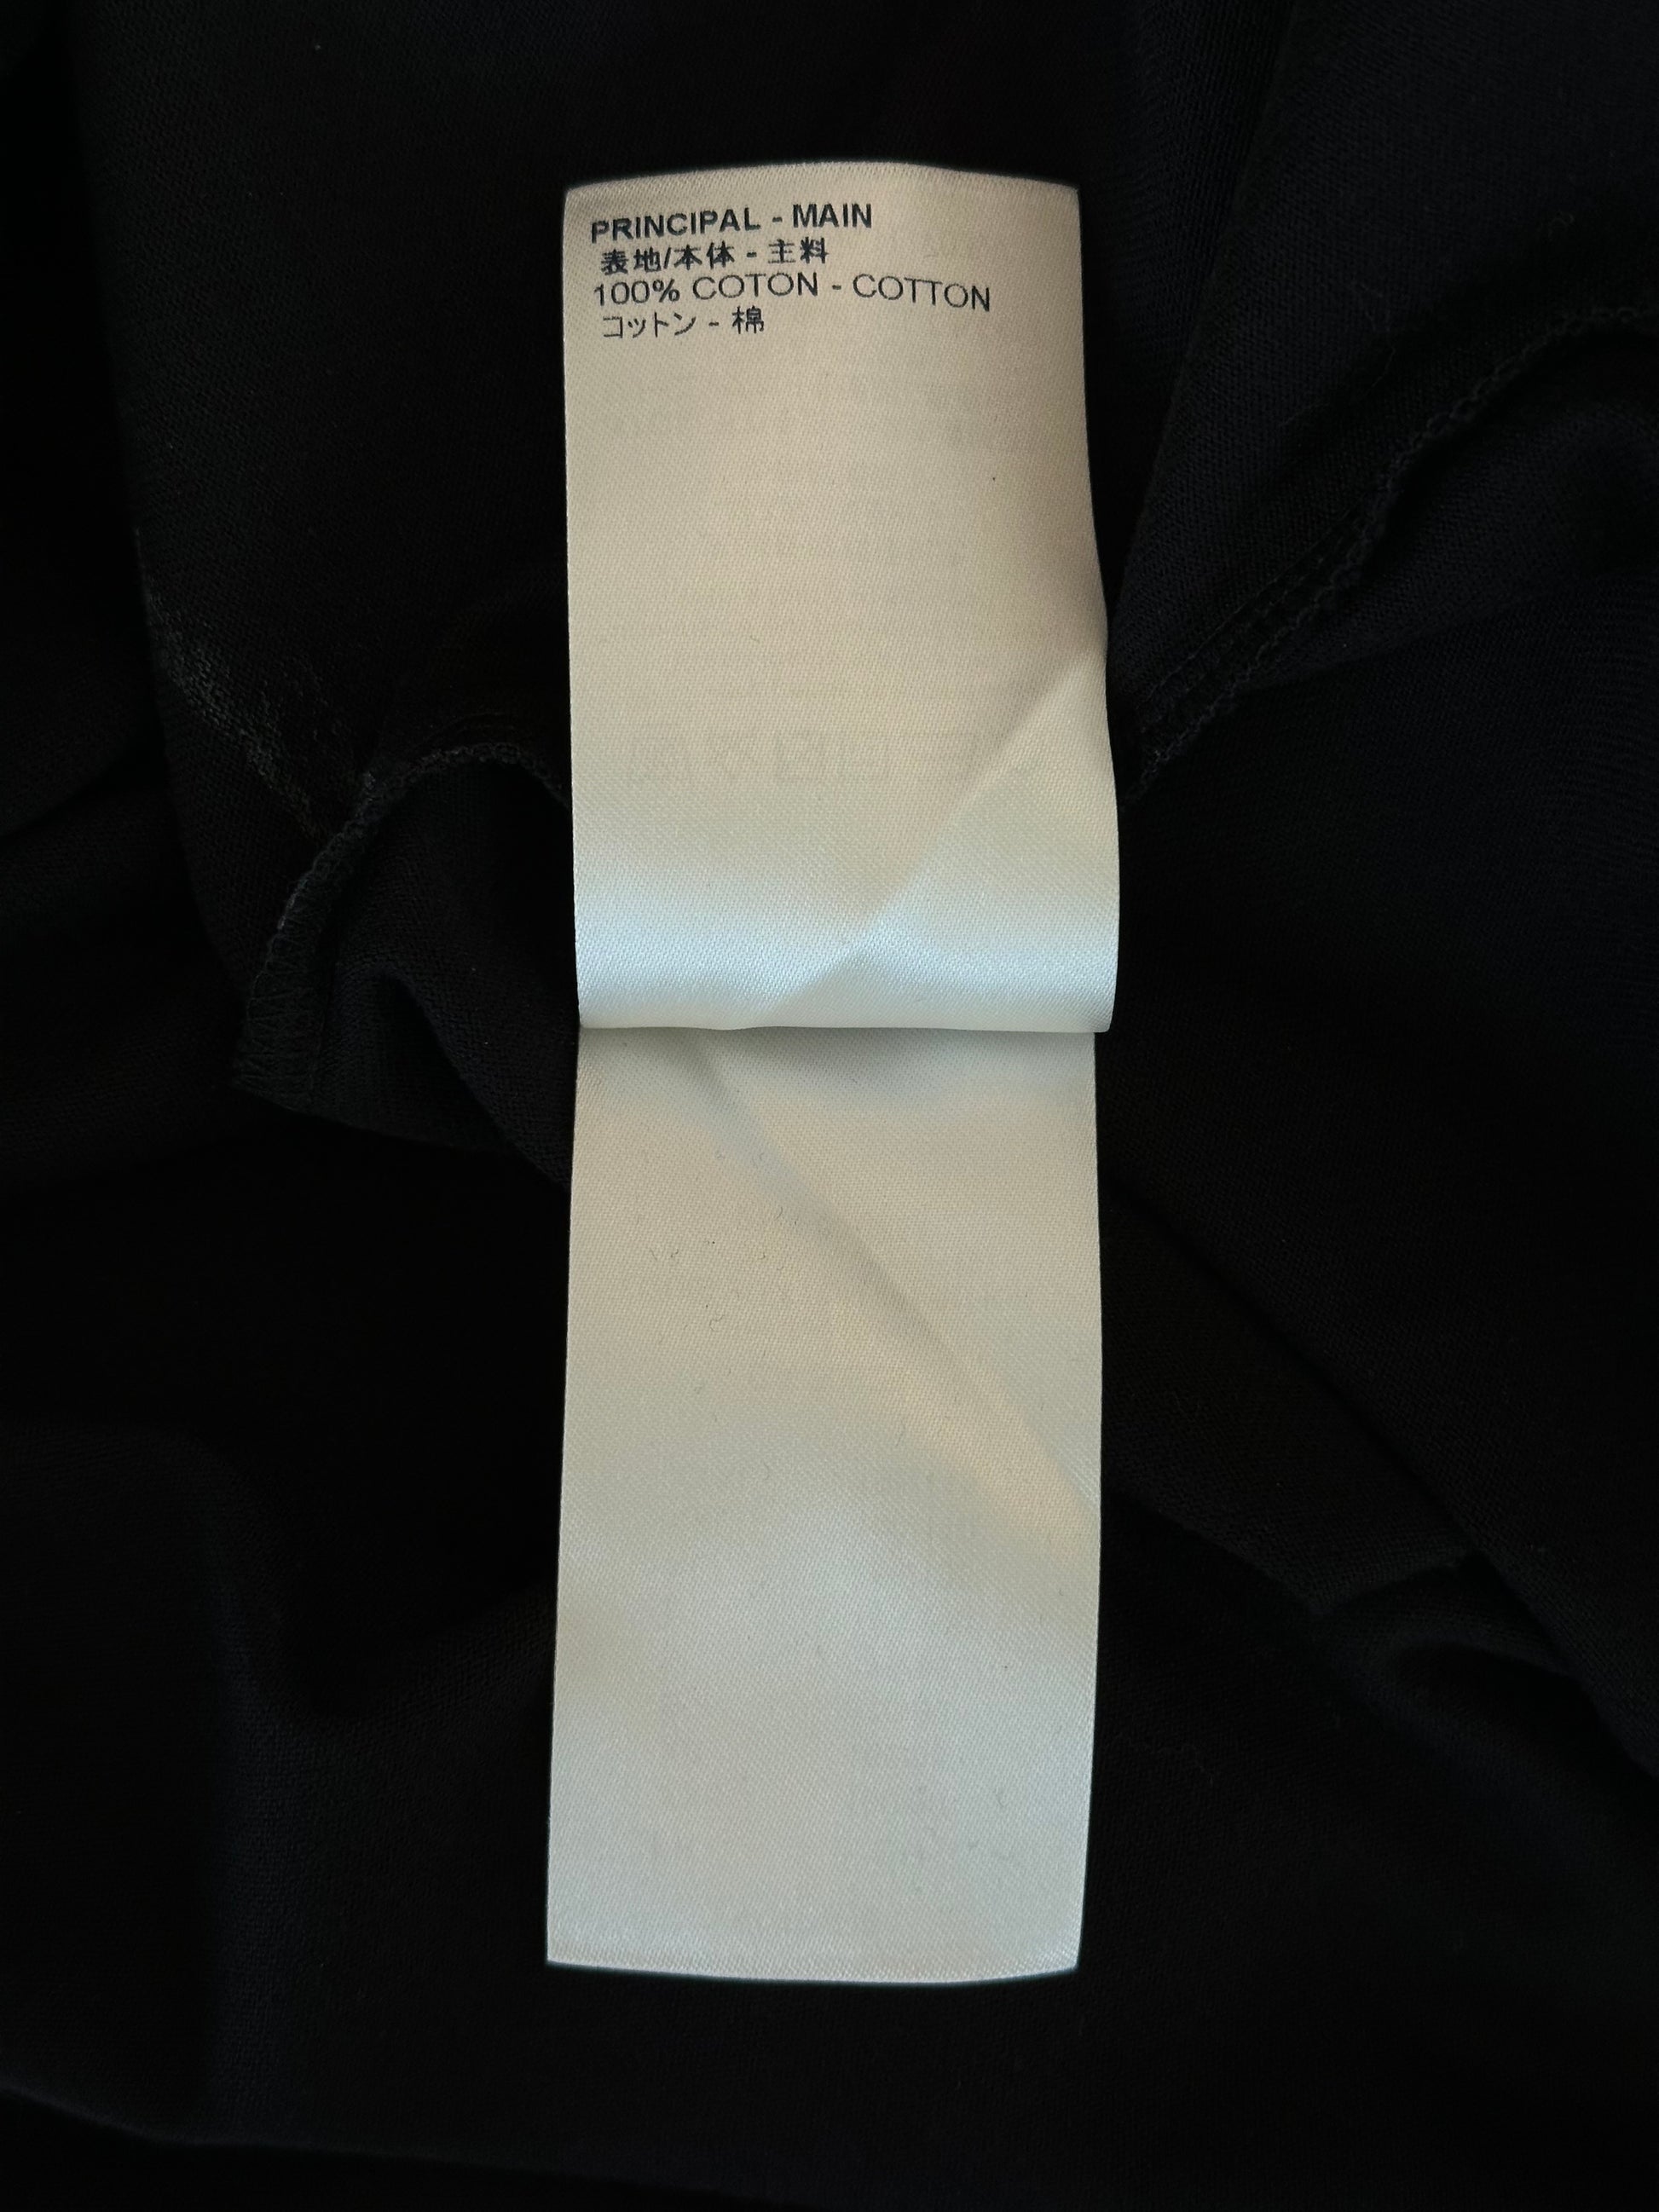 PRINCIPAL - MAIN
表地/本体 - 主料
100% COTON - COTTON
コットン - 棉